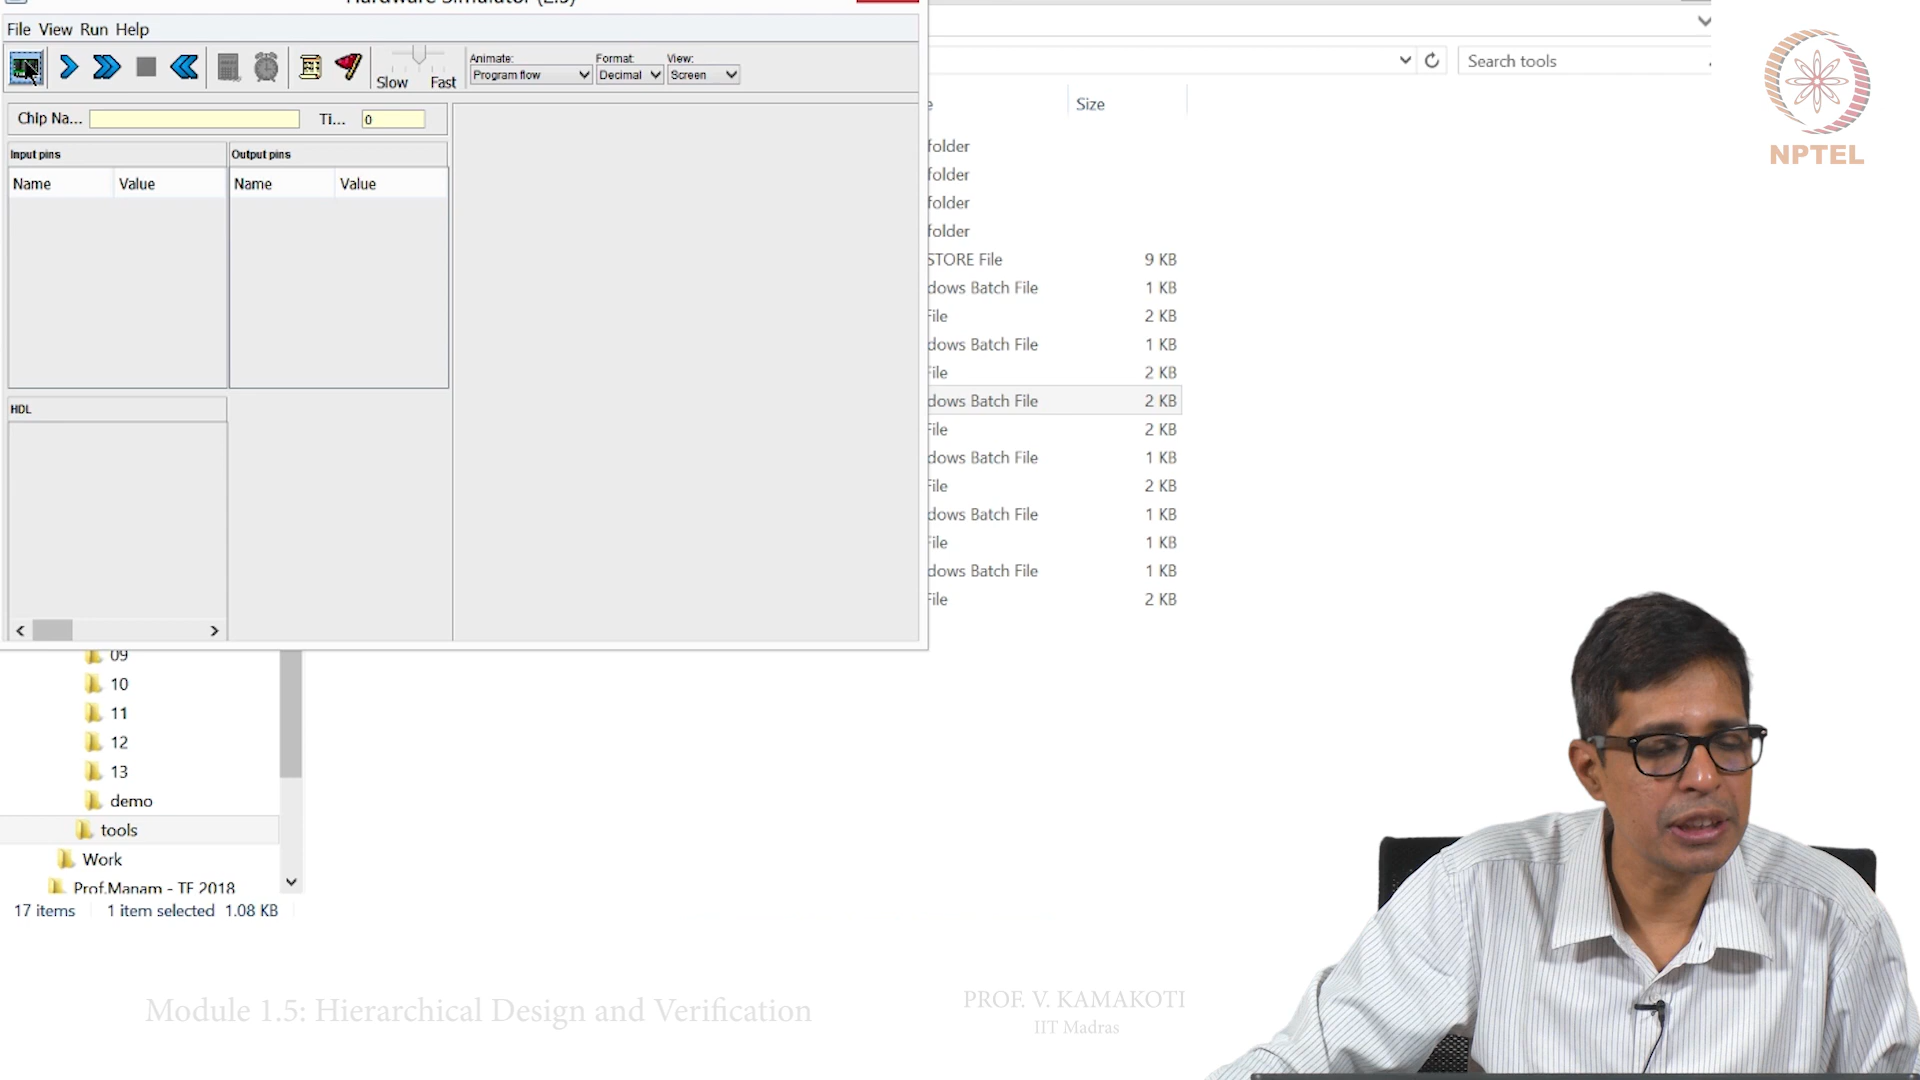 Hardware Simulator (2.5)
File View Run Help
Slow Fast
Animate:
Program flow
Format:
Decimal
View:
Screen
Search tools
NPTEL
Chip Na...
Ti...
0
Size
Input pins
Output pins
Name Value
Name Value
folder
folder
folder
folder
STORE File 9 KB
dows Batch File 1 KB
File 2 KB
dows Batch File 1 KB
File 2 KB
dows Batch File 2 KB
File 2 KB
dows Batch File 1 KB
File 2 KB
dows Batch File 1 KB
File 1 KB
dows Batch File 1 KB
File 2 KB
HDL
09
10
11
12
13
demo
tools
Work
Prof.Manam - TE 2018
17 items 1 item selected 1.08 KB
Module 1.5: Hierarchical Design and Verification
PROF. V. KAMAKOTI
IIT Madras